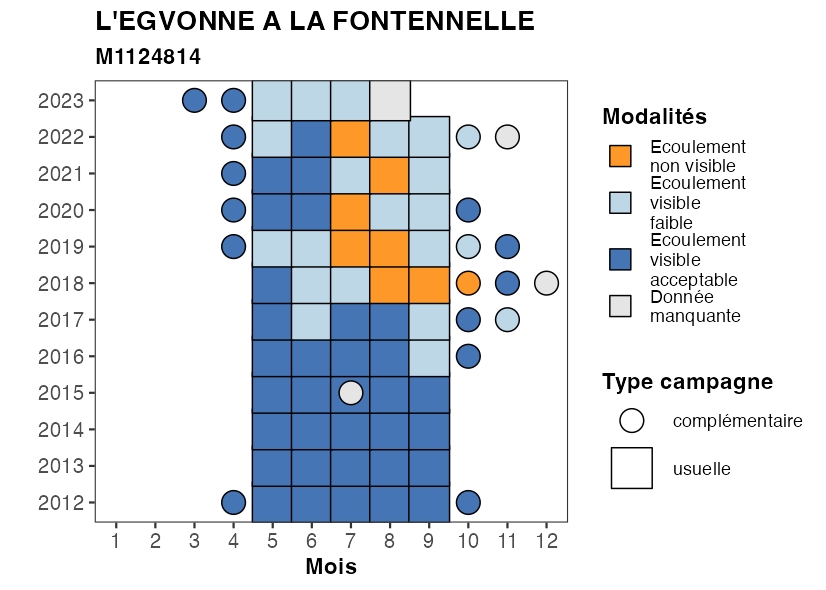 L'EGVONNE A LA FONTENNELLE
M1124814
2023
2022
2021
2020
2019
2018
2017
2016
2015
2014
2013
2012
1 2 3 4 5 6 7 8 9 10 11 12
Mois
Modalités
Ecoulement
non visible
Ecoulement
visible
faible
Ecoulement
visible
acceptable
Donnée
manquante
Type campagne
complémentaire
usuelle